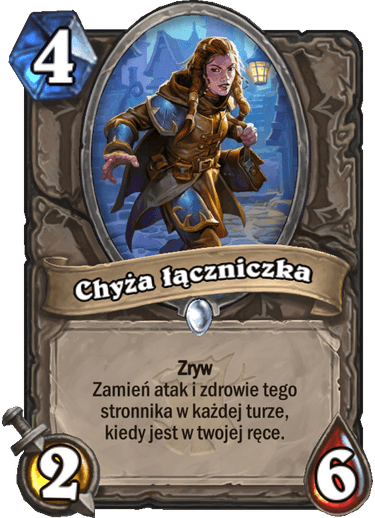 4
Chyża łączniczka
Zryw
Zamień atak i zdrowie tego
stronnika w każdej turze,
kiedy jest w twojej ręce.
2
6